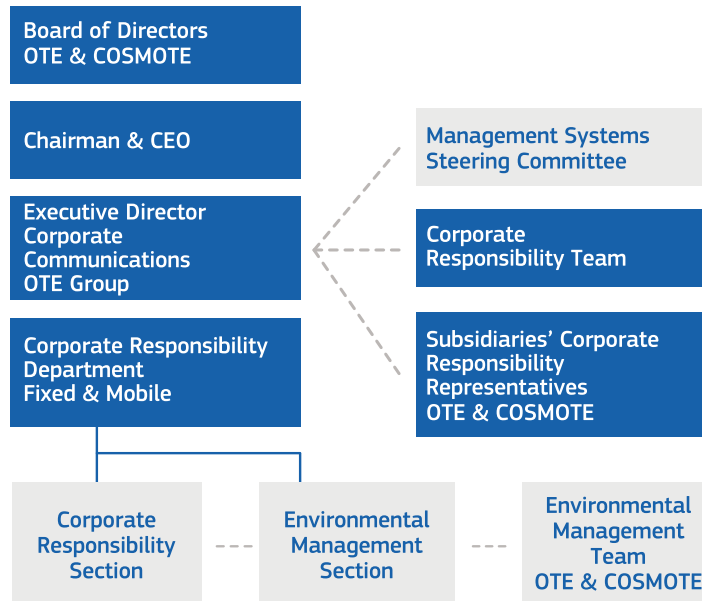 Board of Directors
OTE & COSMOTE
Chairman & CEO
Executive Director
Corporate
Communications
OTE Group
Corporate Responsibility
Department
Fixed & Mobile
Management Systems
Steering Committee
Corporate
Responsibility Team
Subsidiaries’ Corporate
Responsibility
Representatives
OTE & COSMOTE
Corporate
Responsibility
Section
Environmental
Management
Section
Environmental
Management
Team
OTE & COSMOTE